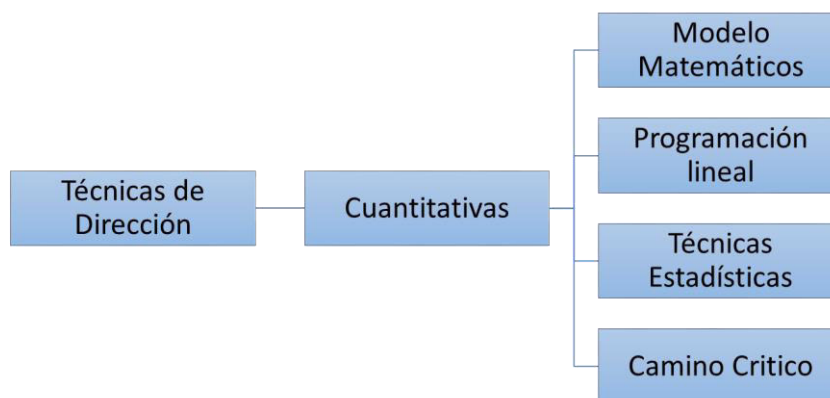 Técnicas de
Dirección
Cuantitativas
Modelo
Matemáticos
Programación
lineal
Técnicas
Estadísticas
Camino Critico